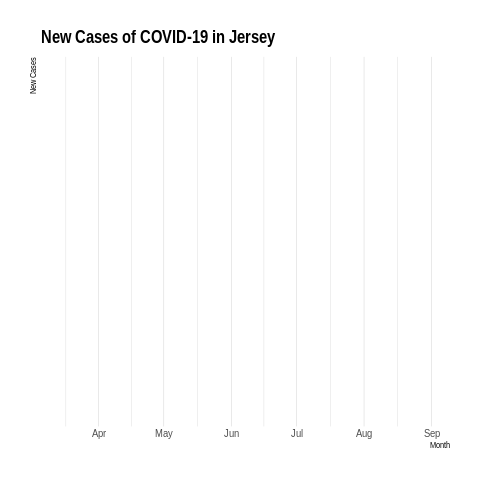 New Cases of COVID-19 in Jersey
New Cases
Apr May Jun Jul Aug Sep
Month